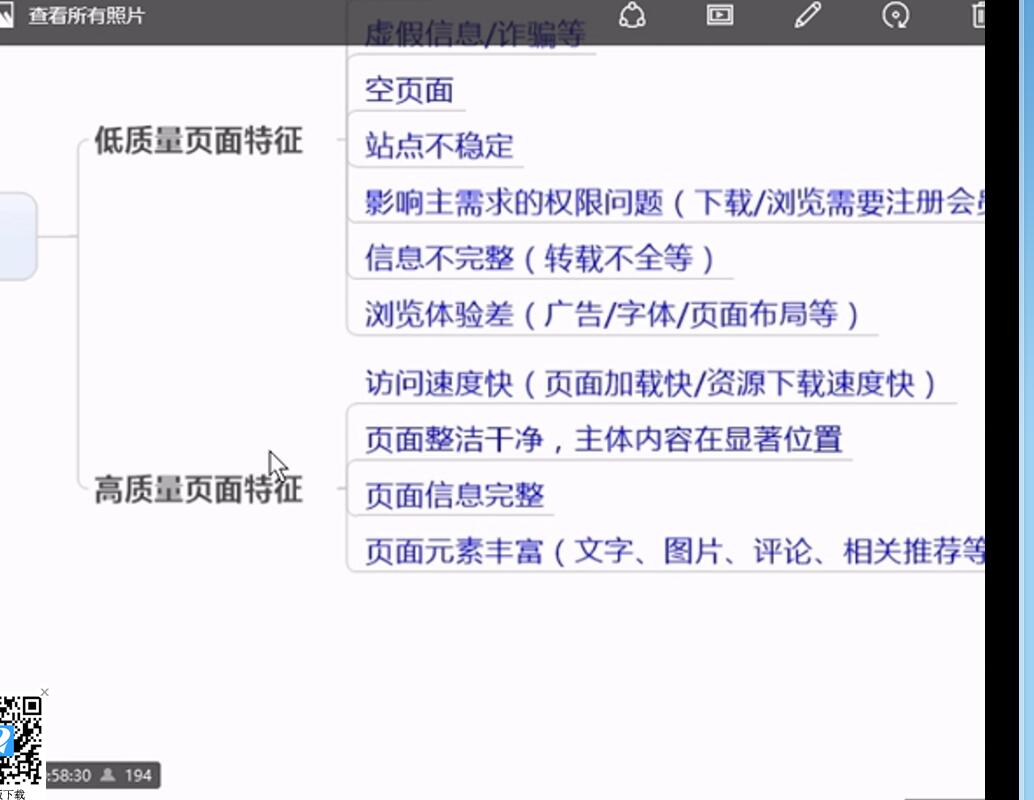 查看所有照片
虚假信息/诈骗等
空页面
低质量页面特征
站点不稳定
影响主需求的权限问题（下载/浏览需要注册会
信息不完整（转载不全等）
浏览体验差（广告/字体/页面布局等）
访问速度快（页面加载快/资源下载速度快）
页面整洁干净，主体内容在显著位置
高质量页面特征
页面信息完整
页面元素丰富（文字、图片、评论、相关推荐等
:58:30 194
下载